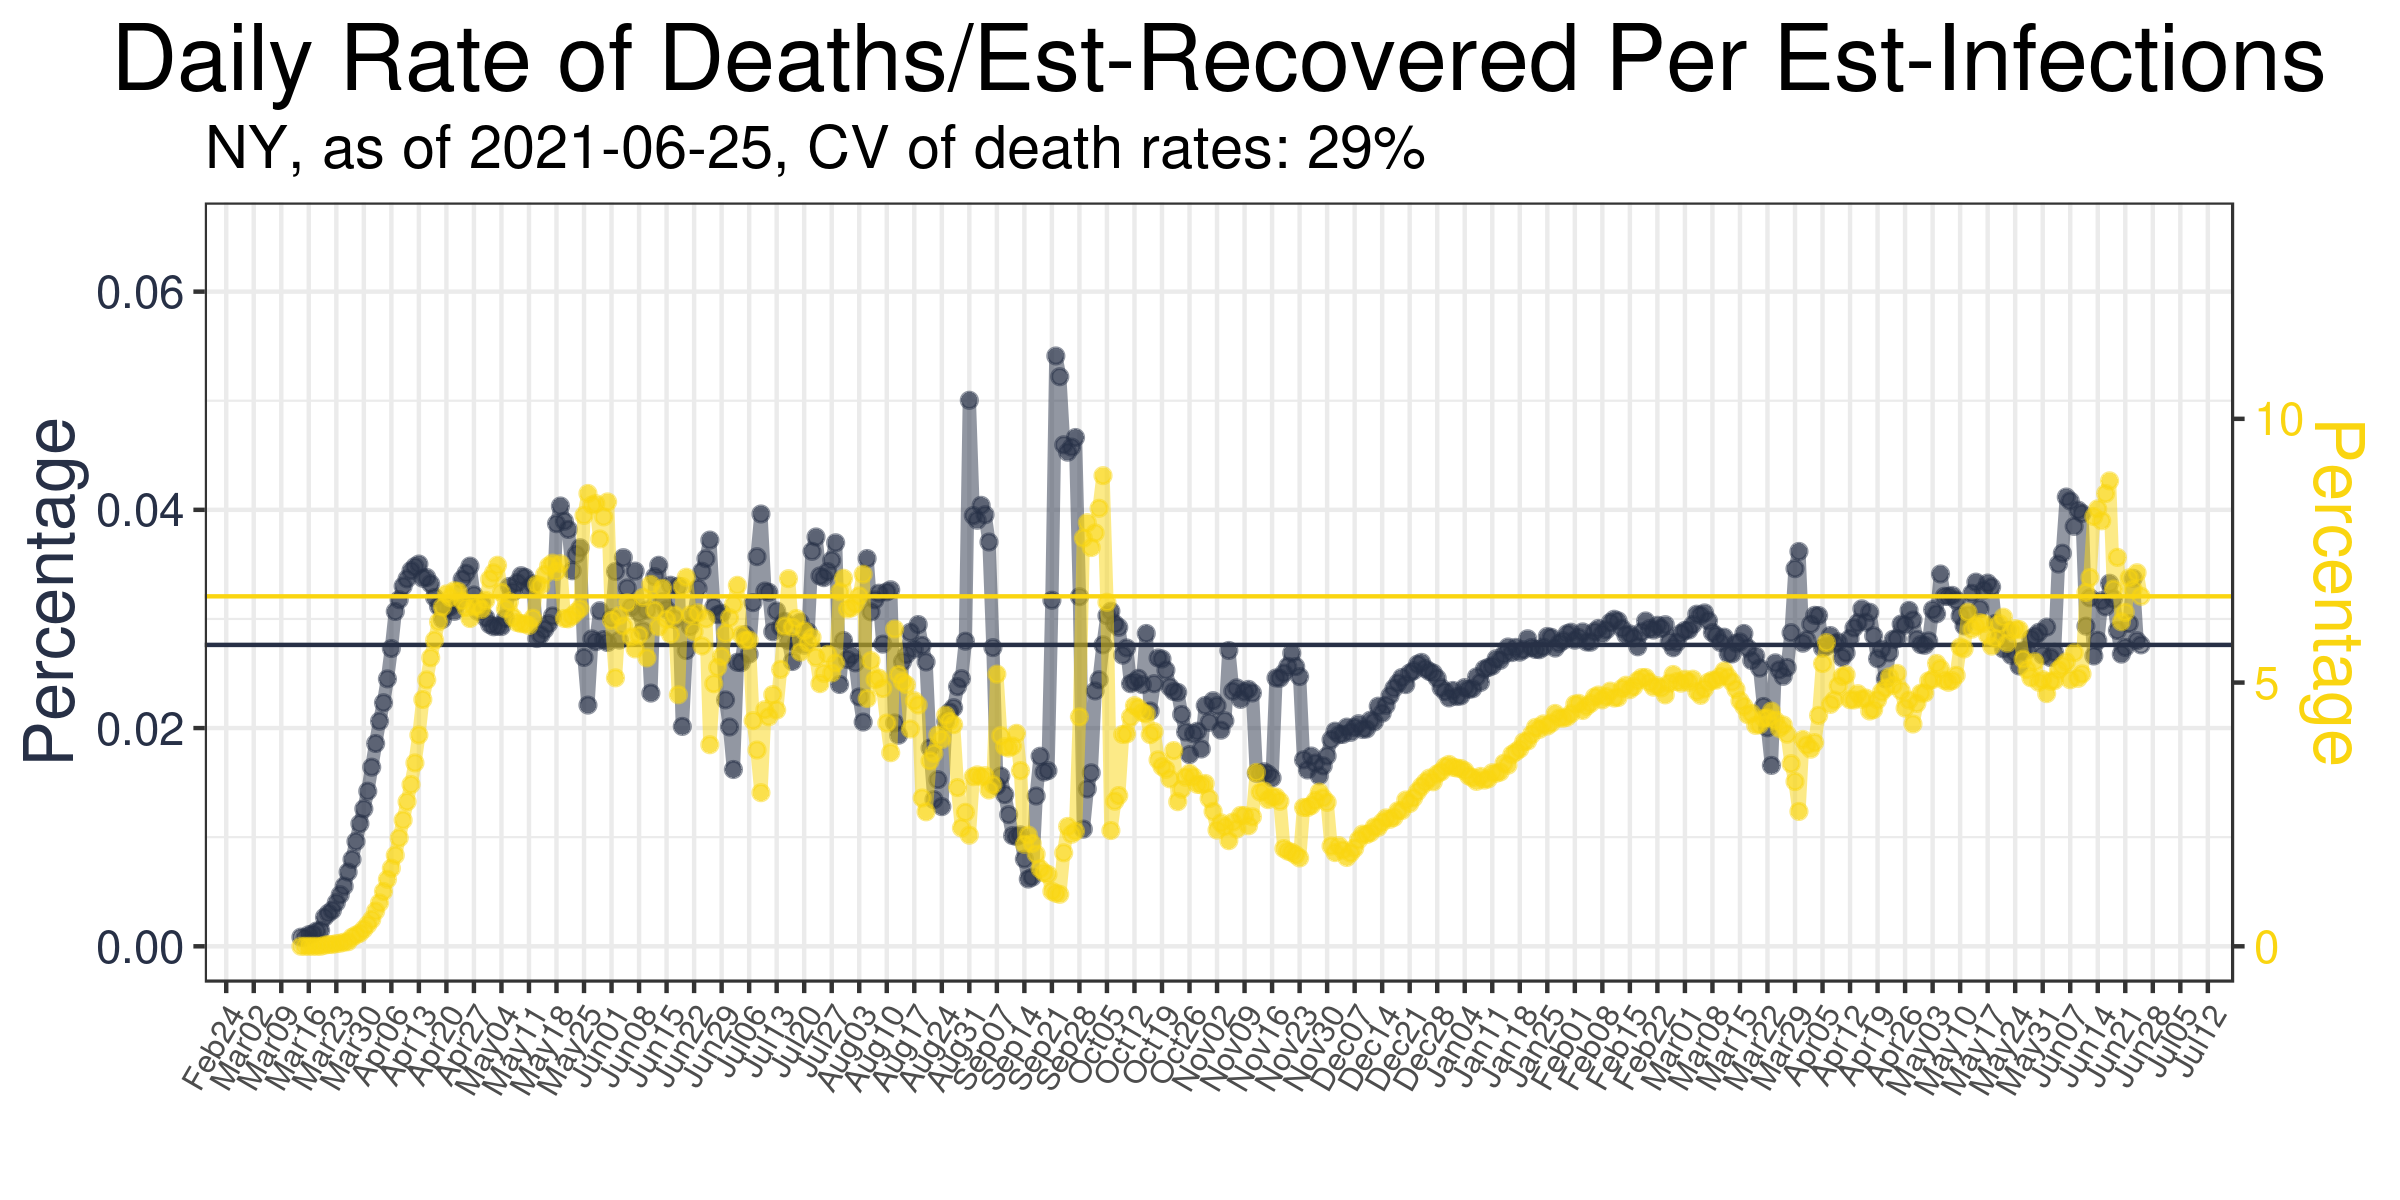 Daily Rate of Deaths/Est-Recovered Per Est-Infections
NY, as of 2021-06-25, CV of death rates: 29%
Percentage
0.06
0.04
0.02
0.00
10
5
0
Percentage
Feb24
Mar02
Mar09
Mar16
Mar23
Mar30
Apr06
Apr13
Apr20
Apr27
May04
May11
May18
May25
Jun01
Jun08
Jun15
Jun22
Jun29
Jul06
Jul13
Jul20
Jul27
Aug03
Aug10
Aug17
Aug24
Aug31
Sep07
Sep14
Sep21
Sep28
Oct05
Oct12
Oct19
Oct26
Nov02
Nov09
Nov16
Nov23
Nov30
Dec07
Dec14
Dec21
Dec28
Jan04
Jan11
Jan18
Jan25
Feb01
Feb08
Feb15
Feb22
Mar01
Mar08
Mar15
Mar22
Mar29
Apr05
Apr12
Apr19
Apr26
May03
May10
May17
May24
May31
Jun07
Jun14
Jun21
Jun28
Jul05
Jul12